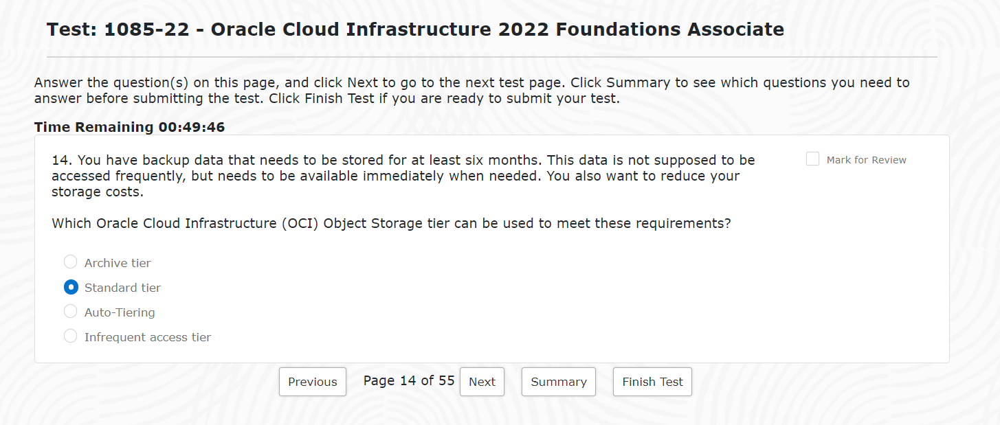 Test: 1085-22 - Oracle Cloud Infrastructure 2022 Foundations Associate
Answer the question(s) on this page, and click Next to go to the next test page. Click Summary to see which questions you need to
answer before submitting the test. Click Finish Test if you are ready to submit your test.
Time Remaining 00:49:46
14. You have backup data that needs to be stored for at least six months. This data is not supposed to be
accessed frequently, but needs to be available immediately when needed. You also want to reduce your
storage costs.
Mark for Review
Which Oracle Cloud Infrastructure (OCI) Object Storage tier can be used to meet these requirements?
Archive tier
Standard tier
Auto-Tiering
Infrequent access tier
Previous Page 14 of 55 Next Summary Finish Test